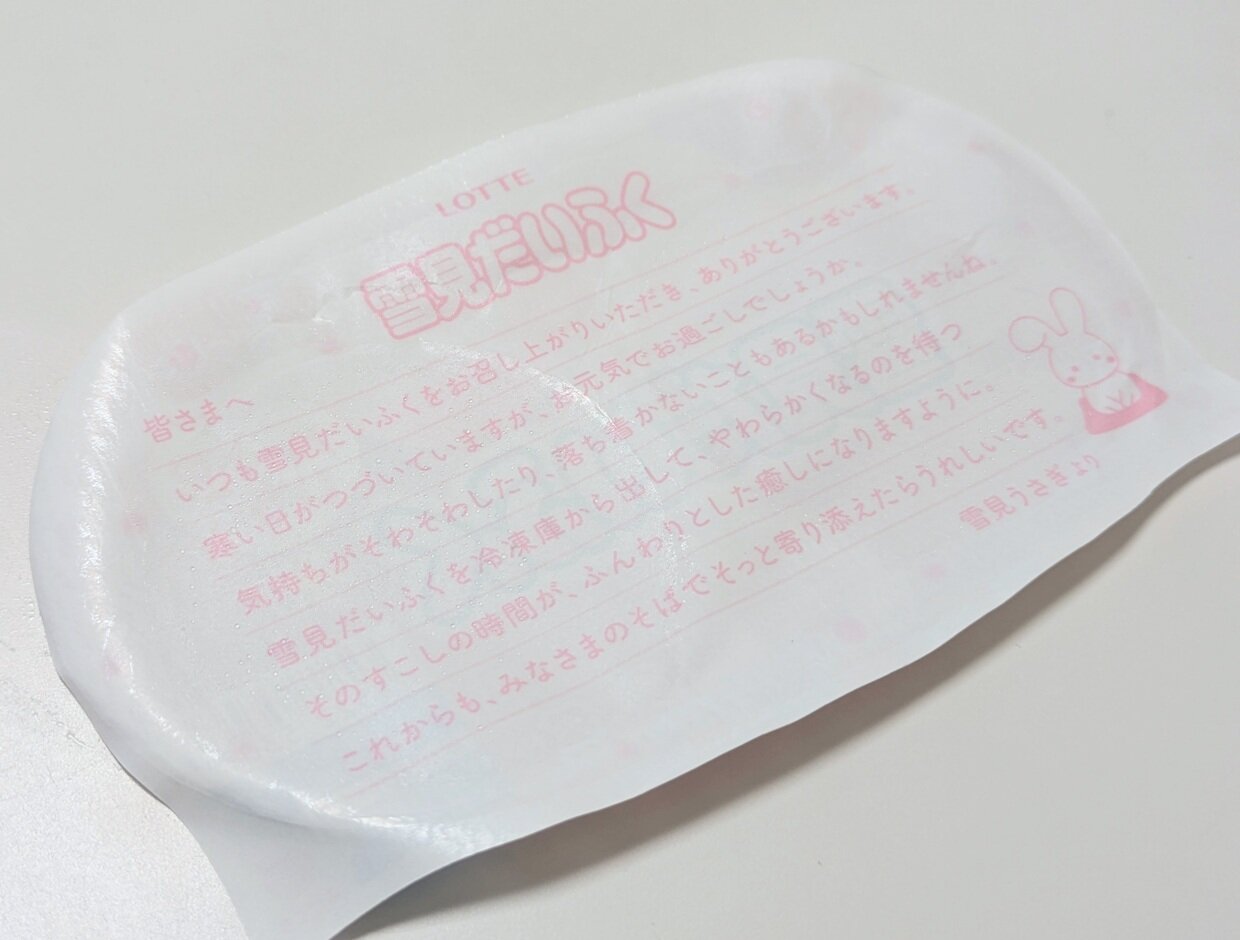 LOTTE
雪見だいふく
皆さまへ
いつも雪見だいふくをお召し上がりいただき、ありがとうございます。
寒い日がつづいていますが、お元気でお過ごしでしょうか。
気持ちがそわそわしたり、落ち着かないこともあるかもしれませんね。
雪見だいふくを冷凍庫から出して、やわらかくなるのを待つ
そのすこしの時間が、ふんわりとした癒しになりますように。
これからも、みなさまのそばでそっと寄り添えたらうれしいです。
雪見うさぎより